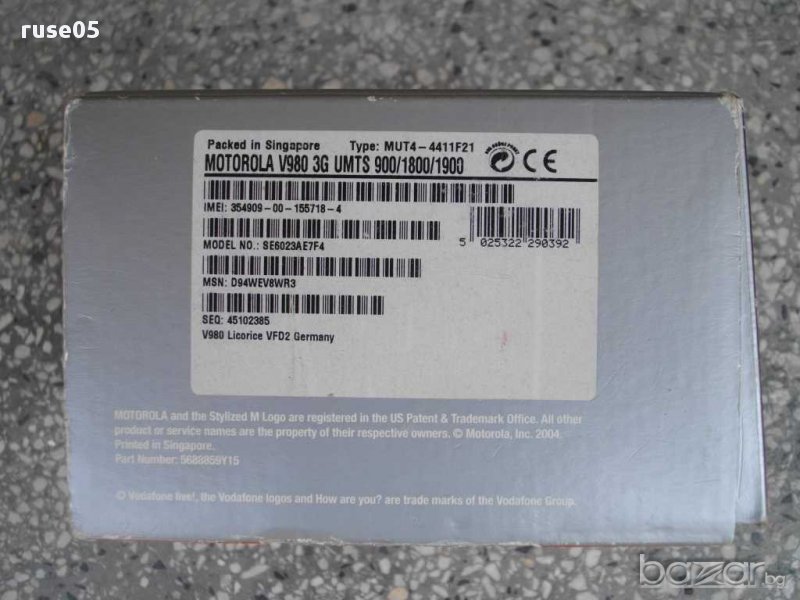 ruse05
Packed in Singapore Type: MUT4-4411F21
MOTOROLA V980 3G UMTS 900/1800/1900 CE
IMEI: 354909-00-155718-4
5 025322 290392
MODEL NO.: SE6023AE7F4
MSN: D94WEV8WR3
SEQ: 45102385
V980 Licorice VFD2 Germany
MOTOROLA and the Stylized M Logo are registered in the US Patent & Trademark Office. All other
product or service names are the property of their respective owners. © Motorola, Inc. 2004.
Printed in Singapore.
Part Number: 5688859Y15
© Vodafone live!, the Vodafone logos and How are you? are trade marks of the Vodafone Group.
bazar.bg